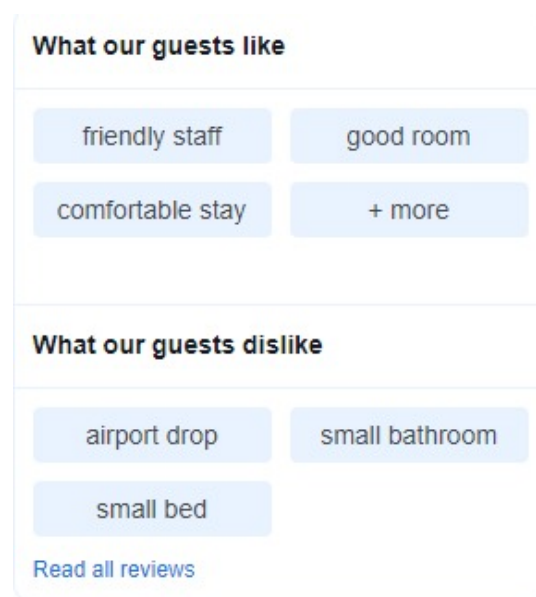 What our guests like
friendly staff good room
comfortable stay + more
What our guests dislike
airport drop small bathroom
small bed
Read all reviews